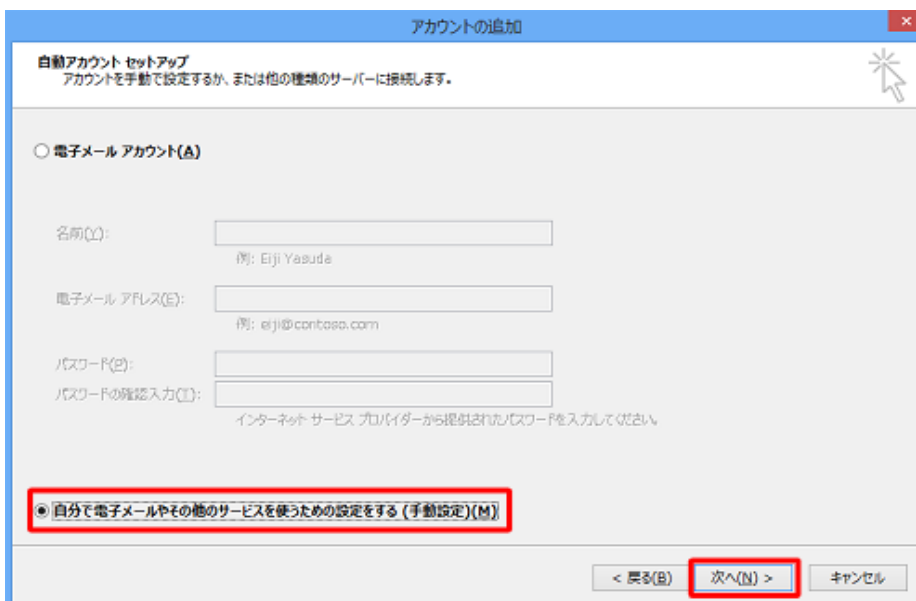 アカウントの追加
自動アカウント セットアップ
アカウントを手動で設定するか、または他の種類のサーバーに接続します。
電子メール アカウント(A)
名前(Y):
例: Eiji Yasuda
電子メール アドレス(E):
例: eiji@contoso.com
パスワード(P):
パスワードの確認入力(T):
インターネット サービス プロバイダーから提供されたパスワードを入力してください。
自分で電子メールやその他のサービスを使うための設定をする (手動設定)(M)
< 戻る(B) 次へ(N) > キャンセル